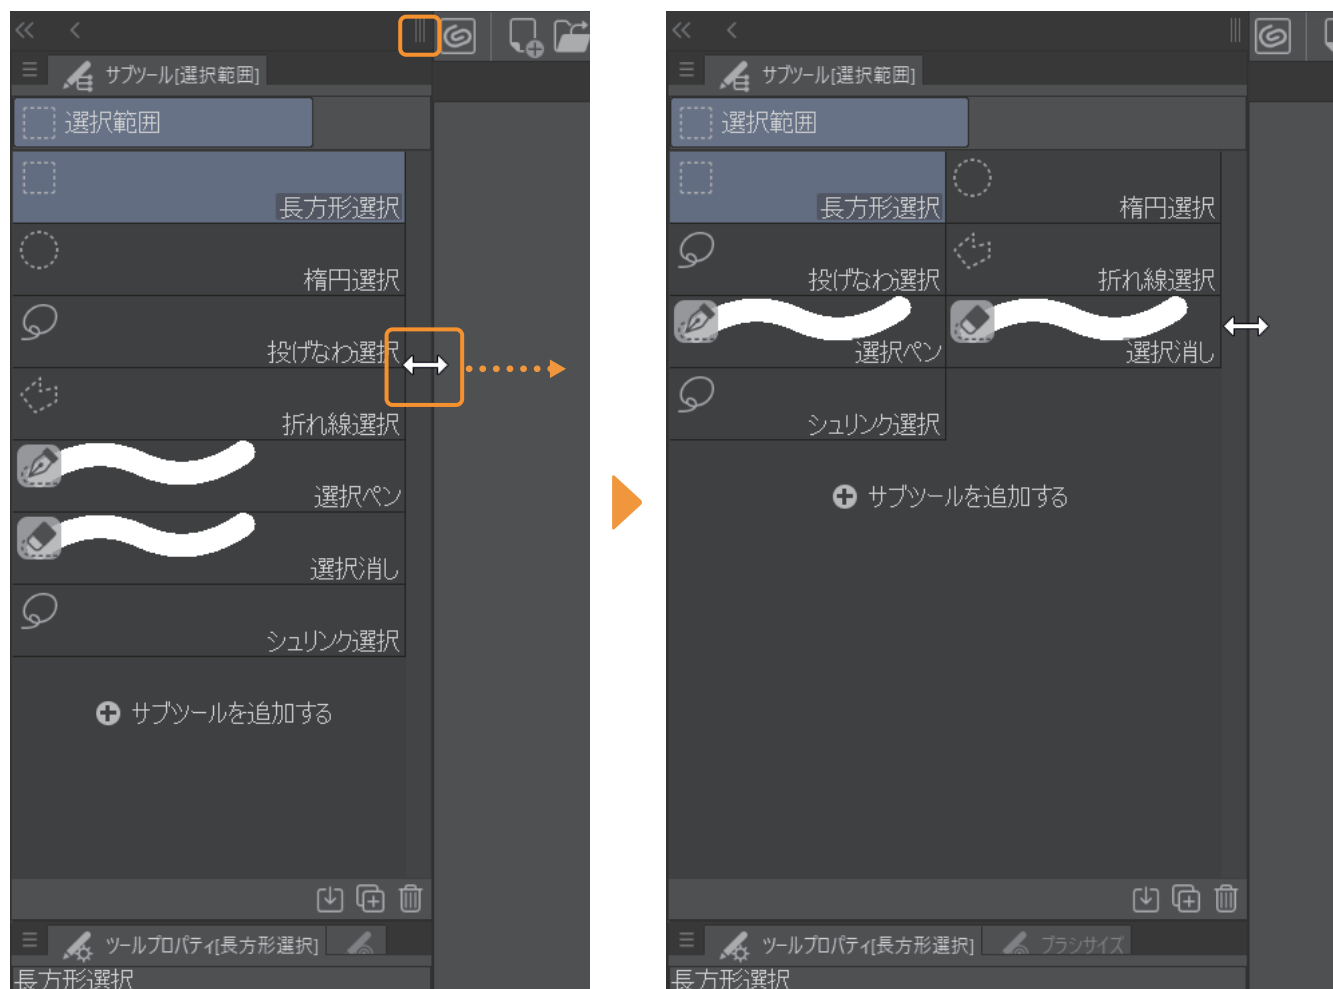 サブツール[選択範囲]
選択範囲
長方形選択
楕円選択
投げなわ選択
折れ線選択
選択ペン
選択消し
シュリンク選択
サブツールを追加する
ツールプロパティ[長方形選択]
長方形選択
サブツール[選択範囲]
選択範囲
長方形選択
楕円選択
投げなわ選択
折れ線選択
選択ペン
選択消し
シュリンク選択
サブツールを追加する
ツールプロパティ[長方形選択]
ブラシサイズ
長方形選択